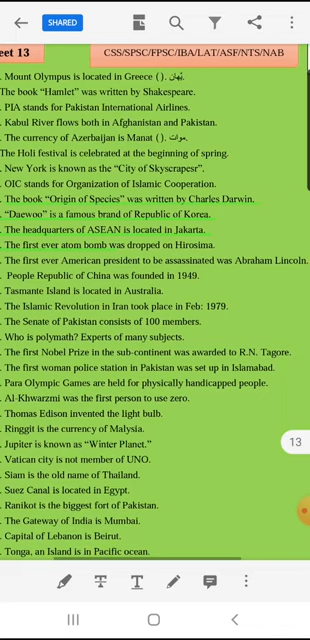 SHARED
eet 13
CSS/SPSC/FPSC/IBA/LAT/ASF/NTS/NAB
. Mount Olympus is located in Greece ( ). یُونان
The book “Hamlet” was written by Shakespeare.
. PIA stands for Pakistan International Airlines.
. Kabul River flows both in Afghanistan and Pakistan.
. The currency of Azerbaijan is Manat ( ).
The Holi festival is celebrated at the beginning of spring.
. New York is known as the “City of Skyscrapesr”.
. OIC stands for Organization of Islamic Cooperation.
. The book “Origin of Species” was written by Charles Darwin.
. “Daewoo” is a famous brand of Republic of Korea.
. The headquarters of ASEAN is located in Jakarta.
. The first ever atom bomb was dropped on Hirosima.
. The first ever American president to be assassinated was Abraham Lincoln.
. People Republic of China was founded in 1949.
. Tasmante Island is located in Australia.
. The Islamic Revolution in Iran took place in Feb: 1979.
. The Senate of Pakistan consists of 100 members.
. Who is polymath? Experts of many subjects.
. The first Nobel Prize in the sub-continent was awarded to R.N. Tagore.
. The first woman police station in Pakistan was set up in Islamabad.
. Para Olympic Games are held for physically handicapped people.
. Al-Khwarzmi was the first person to use zero.
. Thomas Edison invented the light bulb.
. Ringgit is the currency of Malysia.
. Jupiter is known as “Winter Planet.”
. Vatican city is not member of UNO.
. Siam is the old name of Thailand.
. Suez Canal is located in Egypt.
. Ranikot is the biggest fort of Pakistan.
. The Gateway of India is Mumbai.
. Capital of Lebanon is Beirut.
. Tonga, an Island is in Pacific ocean.
13